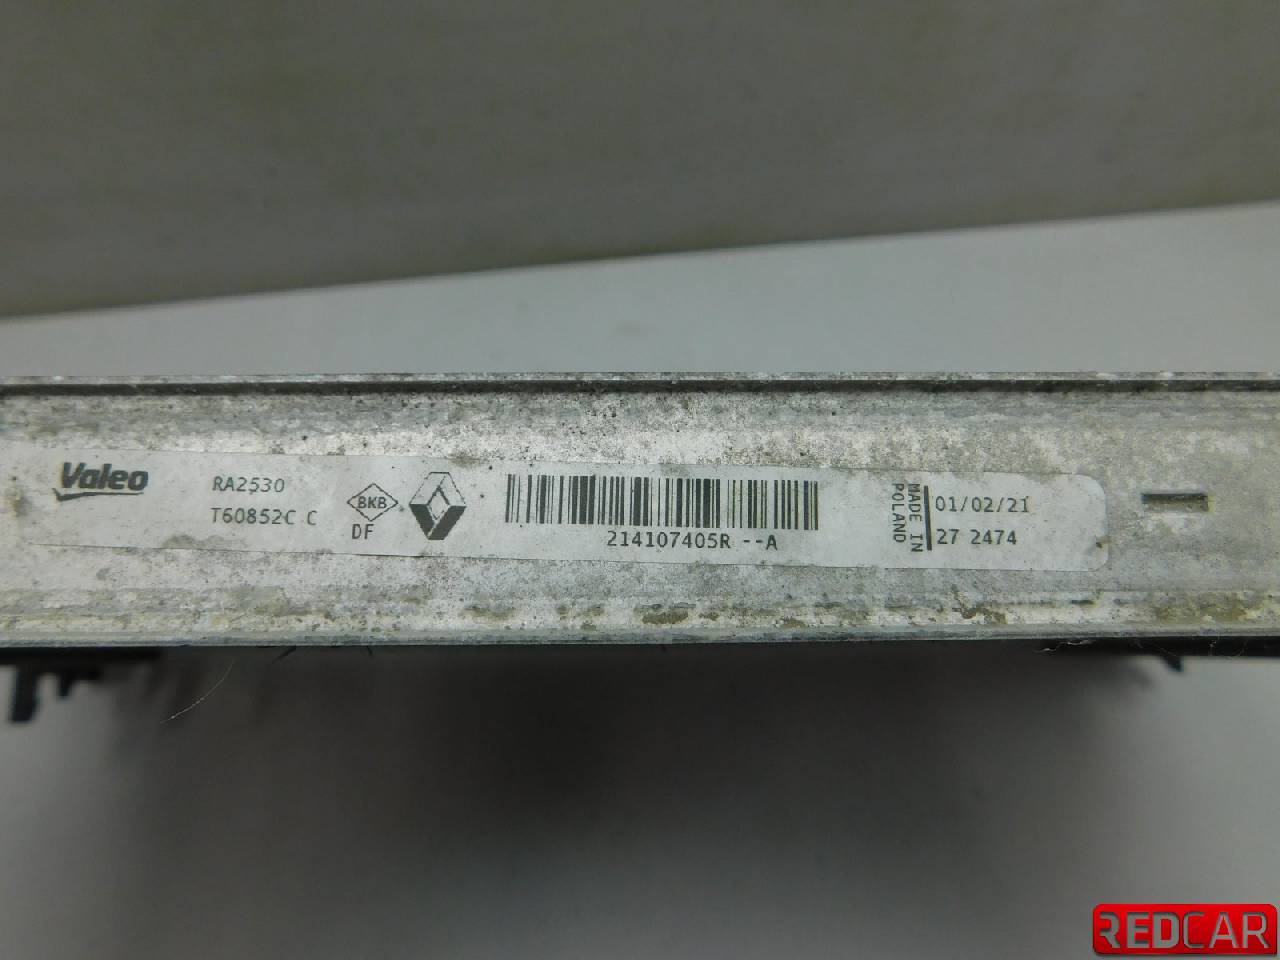 Valeo
RA2530
T60852C C
BKB
DF
214107405R --A
MADE IN
POLAND
01/02/21
27 2474
REDCAR